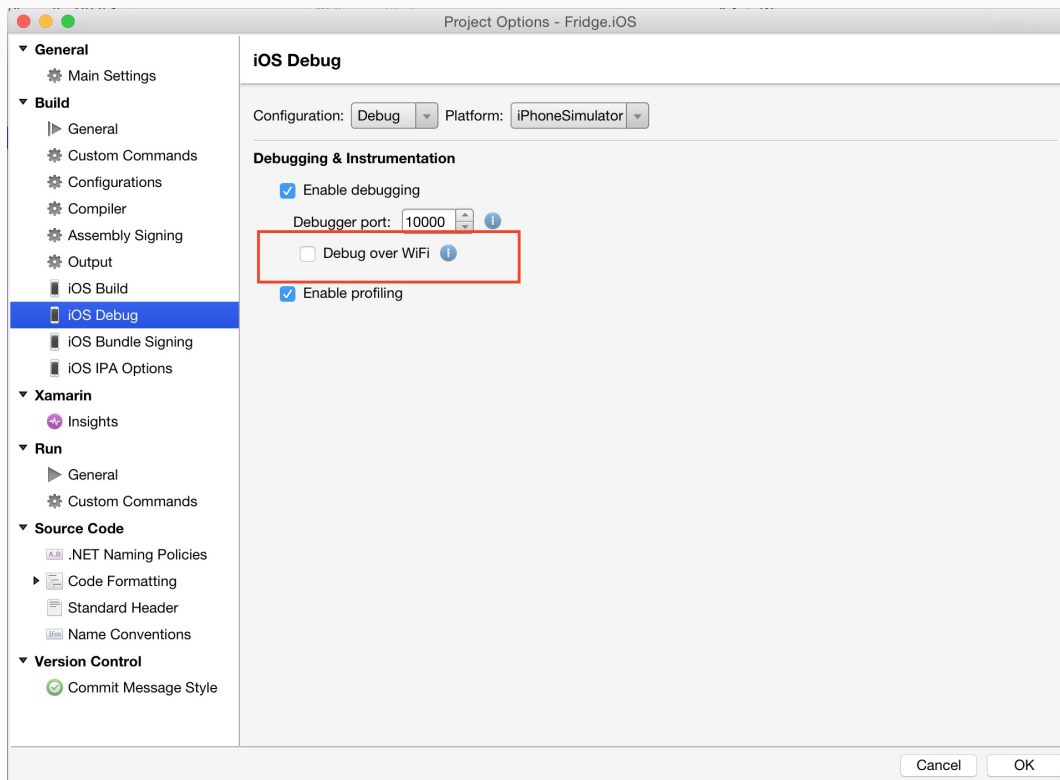 Project Options - Fridge.iOS
General
Main Settings
Build
General
Custom Commands
Configurations
Compiler
Assembly Signing
Output
iOS Build
iOS Debug
iOS Bundle Signing
iOS IPA Options
Xamarin
Insights
Run
General
Custom Commands
Source Code
.NET Naming Policies
Code Formatting
Standard Header
Name Conventions
Version Control
Commit Message Style
iOS Debug
Configuration: Debug Platform: iPhoneSimulator
Debugging & Instrumentation
Enable debugging
Debugger port: 10000
Debug over WiFi
Enable profiling
Cancel OK